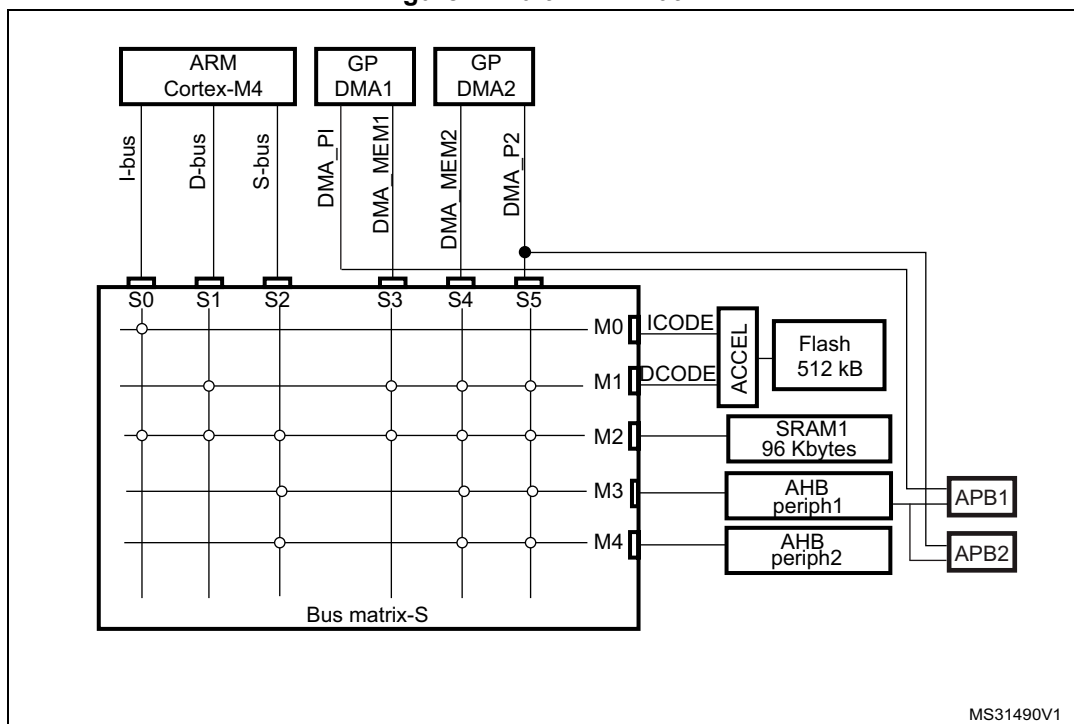 ARM
Cortex-M4
GP
DMA1
GP
DMA2
I-bus
D-bus
S-bus
DMA_PI
DMA_MEM1
DMA_MEM2
DMA_P2
S0
S1
S2
S3
S4
S5
M0
ICODE
ACCEL
Flash
512 kB
M1
DCODE
M2
SRAM1
96 Kbytes
M3
AHB
periph1
APB1
M4
AHB
periph2
APB2
Bus matrix-S
MS31490V1